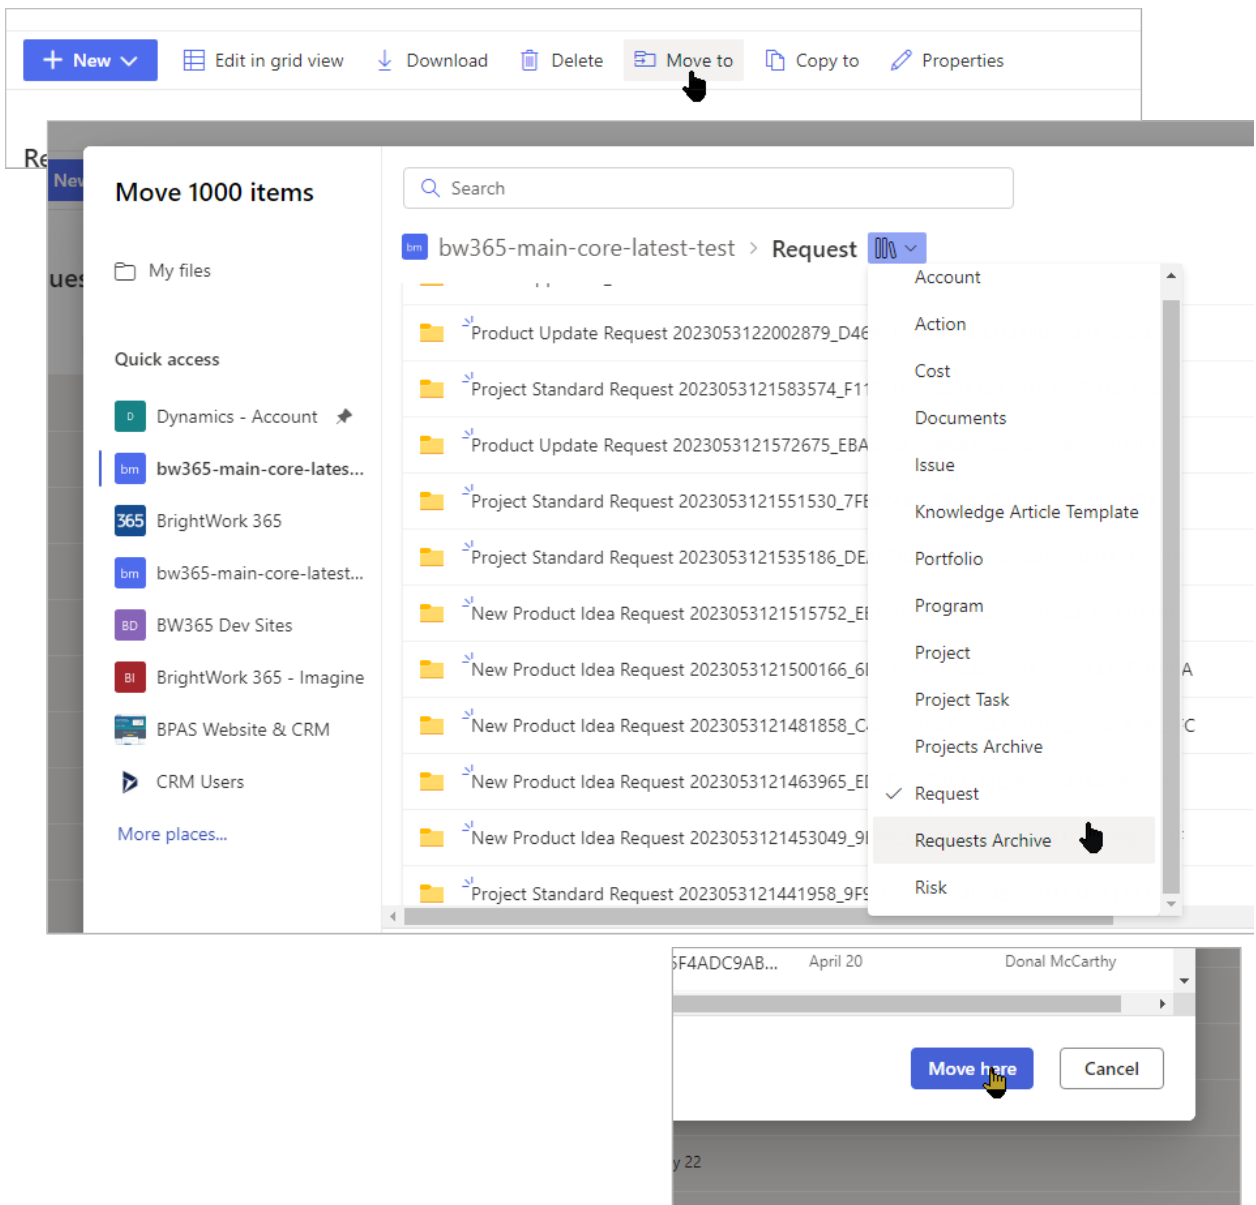 New
Edit in grid view
Download
Delete
Move to
Copy to
Properties
Move 1000 items
My files
Quick access
D
Dynamics - Account
bm
bw365-main-core-lates...
365
BrightWork 365
bm
bw365-main-core-latest...
BD
BW365 Dev Sites
BI
BrightWork 365 - Imagine
BPAS Website & CRM
CRM Users
More places...
Search
bm
bw365-main-core-latest-test > Request
Product Update Request 2023053122002879_D46
Project Standard Request 2023053121583574_F11
Product Update Request 2023053121572675_EBA
Project Standard Request 2023053121551530_7FE
Project Standard Request 2023053121535186_DE
New Product Idea Request 2023053121515752_EE
New Product Idea Request 2023053121500166_6
A
New Product Idea Request 2023053121481858_C
C
New Product Idea Request 2023053121463965_E
New Product Idea Request 2023053121453049_9
Project Standard Request 2023053121441958_9F9
Account
Action
Cost
Documents
Issue
Knowledge Article Template
Portfolio
Program
Project
Project Task
Projects Archive
Request
Requests Archive
Risk
5F4ADC9AB...
April 20
Donal McCarthy
Move here
Cancel
y 22